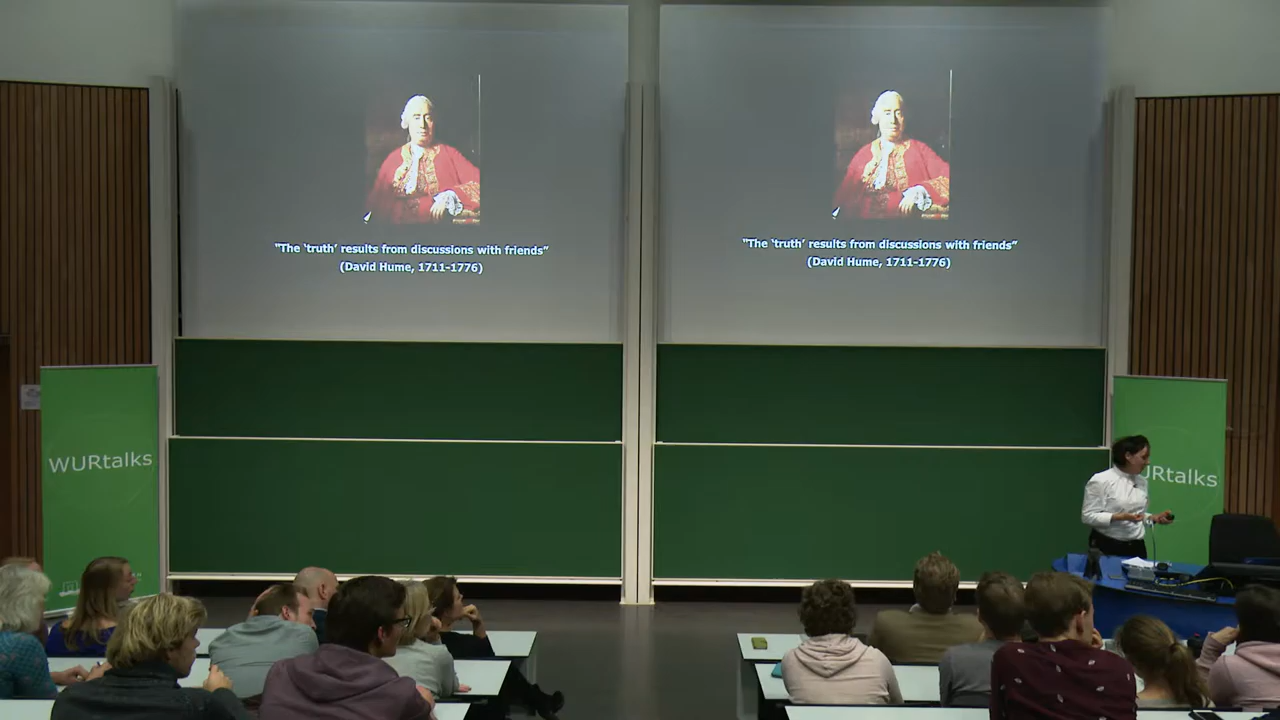 "The 'truth' results from discussions with friends"
(David Hume, 1711-1776)
"The 'truth' results from discussions with friends"
(David Hume, 1711-1776)
WURtalks
URtalks